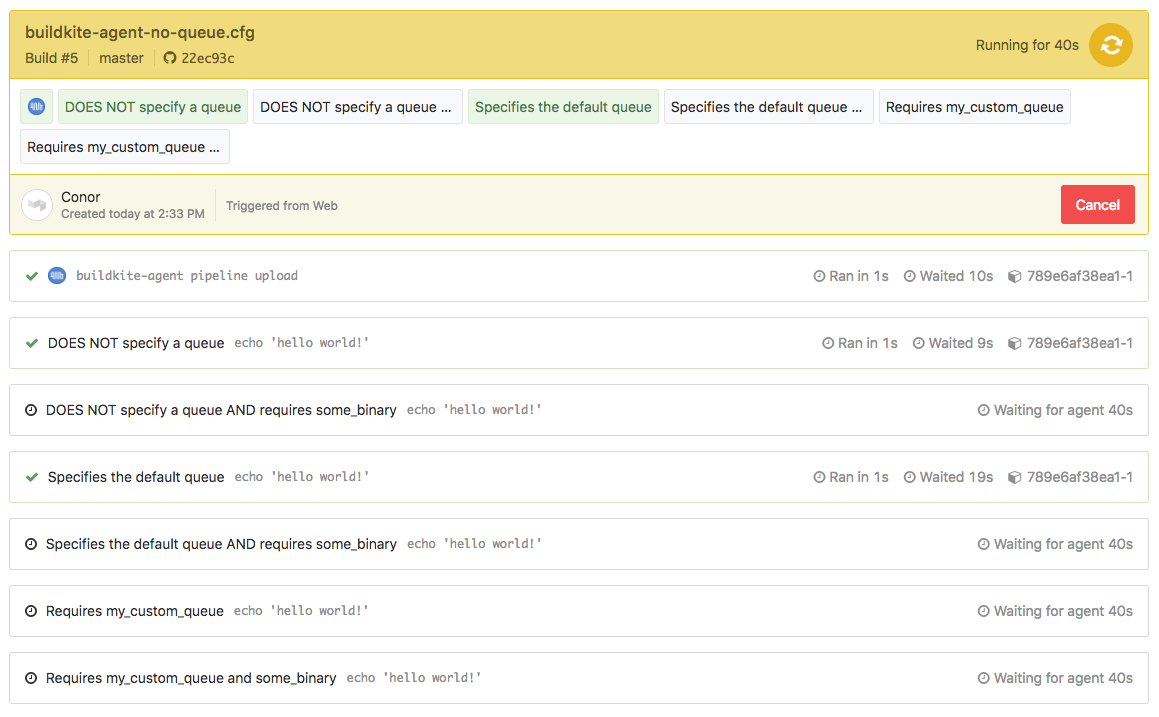 buildkite-agent-no-queue.cfg
Build #5 master 22ec93c
Running for 40s
DOES NOT specify a queue DOES NOT specify a queue ... Specifies the default queue Specifies the default queue ... Requires my_custom_queue
Requires my_custom_queue ...
Conor
Created today at 2:33 PM
Triggered from Web
Cancel
buildkite-agent pipeline upload Ran in 1s Waited 10s 789e6af38ea1-1
DOES NOT specify a queue echo 'hello world!' Ran in 1s Waited 9s 789e6af38ea1-1
DOES NOT specify a queue AND requires some_binary echo 'hello world!' Waiting for agent 40s
Specifies the default queue echo 'hello world!' Ran in 1s Waited 19s 789e6af38ea1-1
Specifies the default queue AND requires some_binary echo 'hello world!' Waiting for agent 40s
Requires my_custom_queue echo 'hello world!' Waiting for agent 40s
Requires my_custom_queue and some_binary echo 'hello world!' Waiting for agent 40s